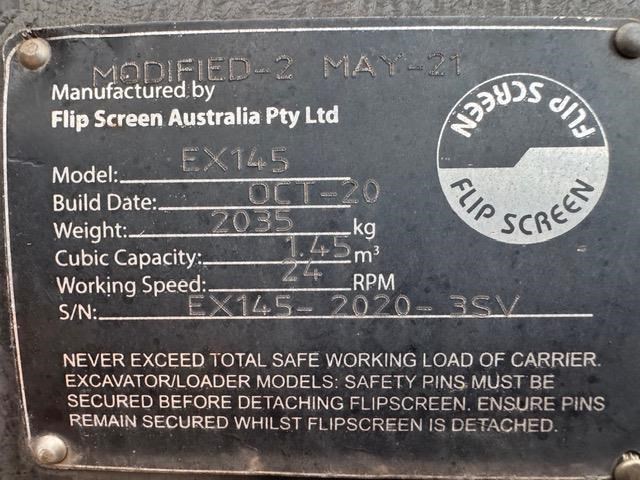 MODIFIED-2 MAY-21
Manufactured by
Flip Screen Australia Pty Ltd
FLIP SCREEN
FLIP SCREEN
Model: EX145
Build Date: OCT-20
Weight: 2035 kg
Cubic Capacity: 1.45 m³
Working Speed: 24 RPM
S/N: EX145-2020-3SV
NEVER EXCEED TOTAL SAFE WORKING LOAD OF CARRIER.
EXCAVATOR/LOADER MODELS: SAFETY PINS MUST BE
SECURED BEFORE DETACHING FLIPSCREEN. ENSURE PINS
REMAIN SECURED WHILST FLIPSCREEN IS DETACHED.